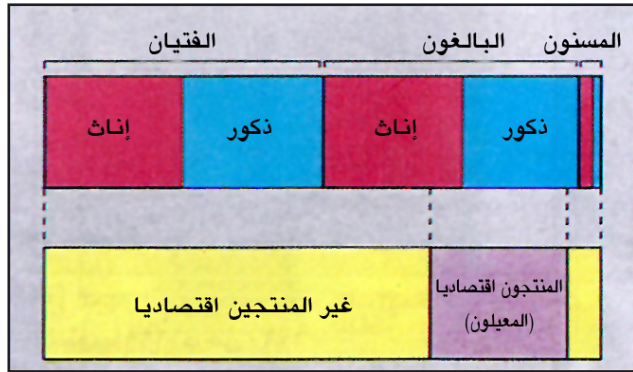 المسنون
البالغون
الفتيان
ذكور
إناث
ذكور
إناث
المنتجون اقتصاديا
(المعيلون)
غير المنتجين اقتصاديا